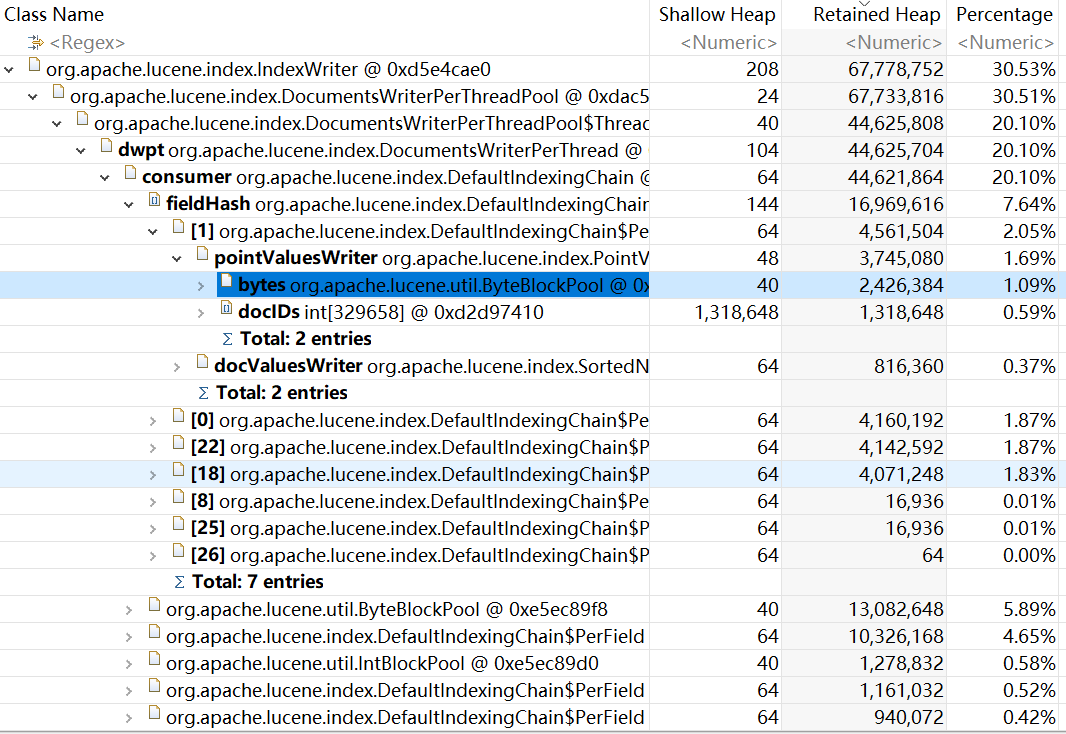 Class Name Shallow Heap Retained Heap Percentage
<Regex> <Numeric> <Numeric> <Numeric>
org.apache.lucene.index.IndexWriter @ 0xd5e4cae0 208 67,778,752 30.53%
org.apache.lucene.index.DocumentsWriterPerThreadPool @ 0xdac5 24 67,733,816 30.51%
org.apache.lucene.index.DocumentsWriterPerThreadPool$Threac 40 44,625,808 20.10%
dwpt org.apache.lucene.index.DocumentsWriterPerThread @ 104 44,625,704 20.10%
consumer org.apache.lucene.index.DefaultIndexingChain @ 64 44,621,864 20.10%
fieldHash org.apache.lucene.index.DefaultIndexingChain 144 16,969,616 7.64%
[1] org.apache.lucene.index.DefaultIndexingChain$Pe 64 4,561,504 2.05%
pointValuesWriter org.apache.lucene.index.PointV 48 3,745,080 1.69%
bytes org.apache.lucene.util.ByteBlockPool @ 0x 40 2,426,384 1.09%
docIDs int[329658] @ 0xd2d97410 1,318,648 1,318,648 0.59%
Σ Total: 2 entries
docValuesWriter org.apache.lucene.index.SortedN 64 816,360 0.37%
Σ Total: 2 entries
[0] org.apache.lucene.index.DefaultIndexingChain$Pe 64 4,160,192 1.87%
[22] org.apache.lucene.index.DefaultIndexingChain$P 64 4,142,592 1.87%
[18] org.apache.lucene.index.DefaultIndexingChain$P 64 4,071,248 1.83%
[8] org.apache.lucene.index.DefaultIndexingChain$Pe 64 16,936 0.01%
[25] org.apache.lucene.index.DefaultIndexingChain$P 64 16,936 0.01%
[26] org.apache.lucene.index.DefaultIndexingChain$P 64 64 0.00%
Σ Total: 7 entries
org.apache.lucene.util.ByteBlockPool @ 0xe5ec89f8 40 13,082,648 5.89%
org.apache.lucene.index.DefaultIndexingChain$PerField 64 10,326,168 4.65%
org.apache.lucene.util.IntBlockPool @ 0xe5ec89d0 40 1,278,832 0.58%
org.apache.lucene.index.DefaultIndexingChain$PerField 64 1,161,032 0.52%
org.apache.lucene.index.DefaultIndexingChain$PerField 64 940,072 0.42%